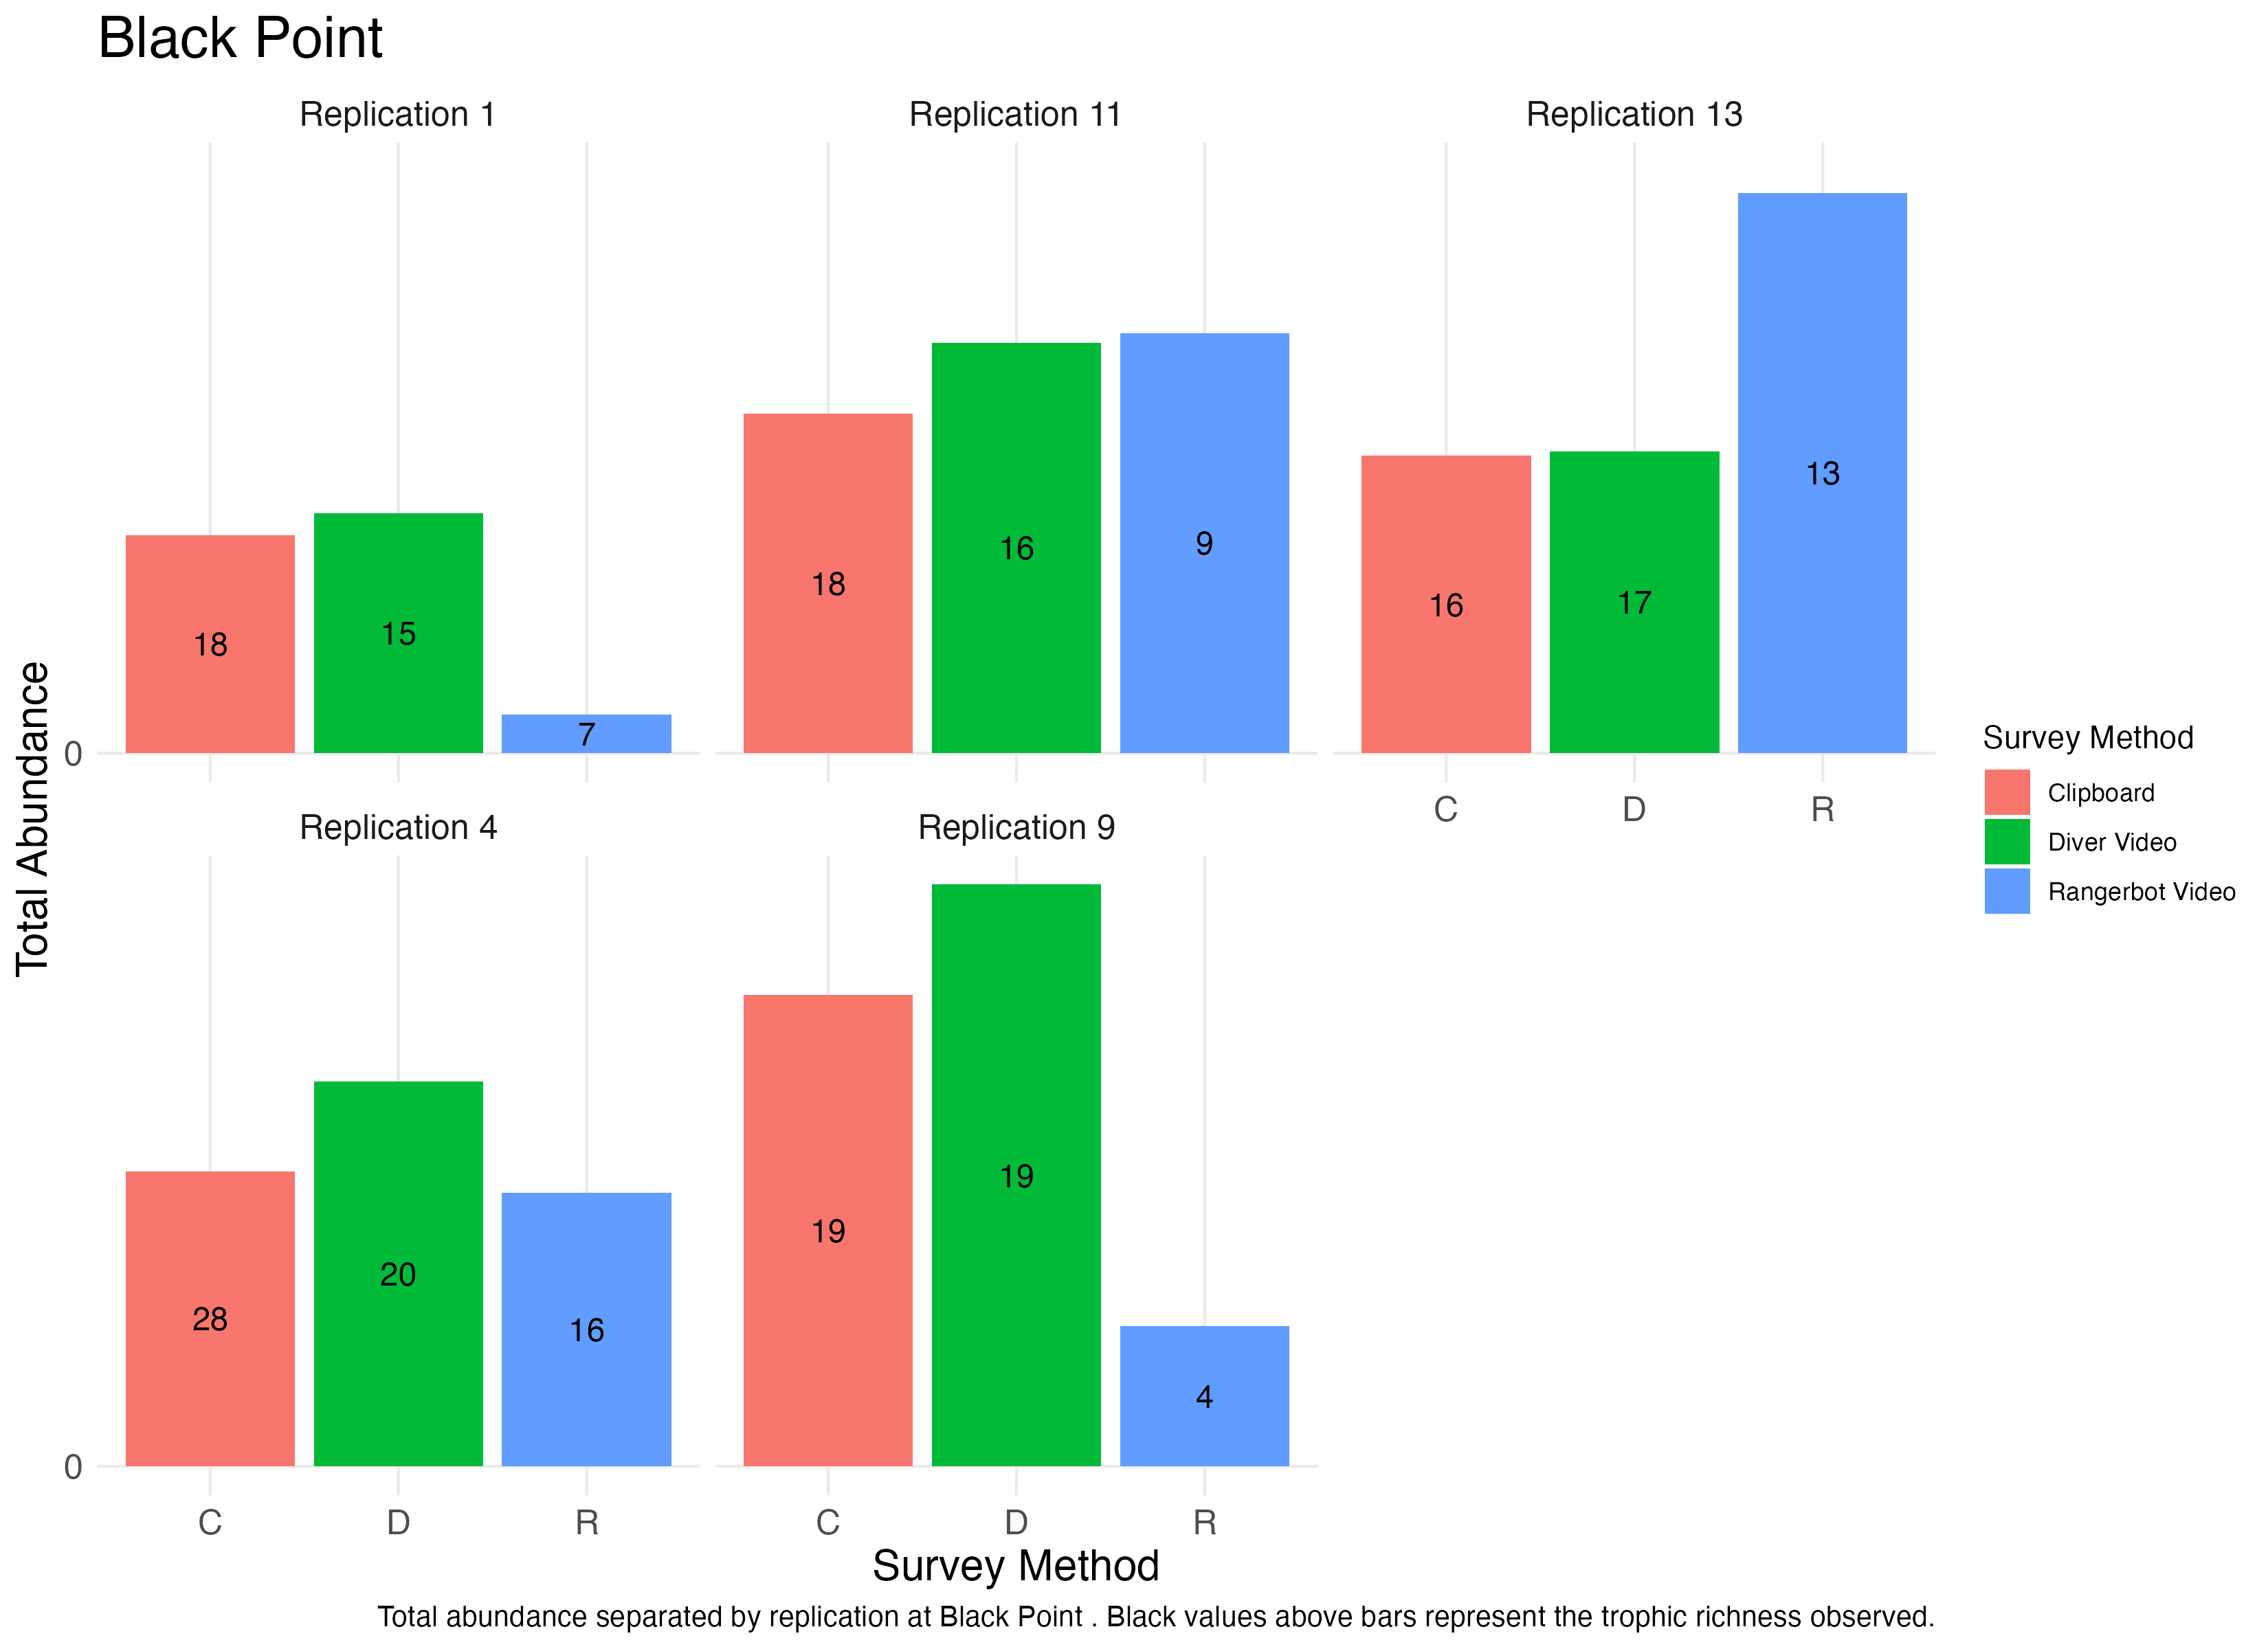 Black Point
Replication 1
Replication 11
Replication 13
18
15
7
18
16
9
16
17
13
0
C
D
R
Replication 4
Replication 9
28
20
16
19
19
4
0
C
D
R
C
D
R
Total Abundance
Survey Method
Survey Method
Clipboard
Diver Video
Rangerbot Video
Total abundance separated by replication at Black Point . Black values above bars represent the trophic richness observed.